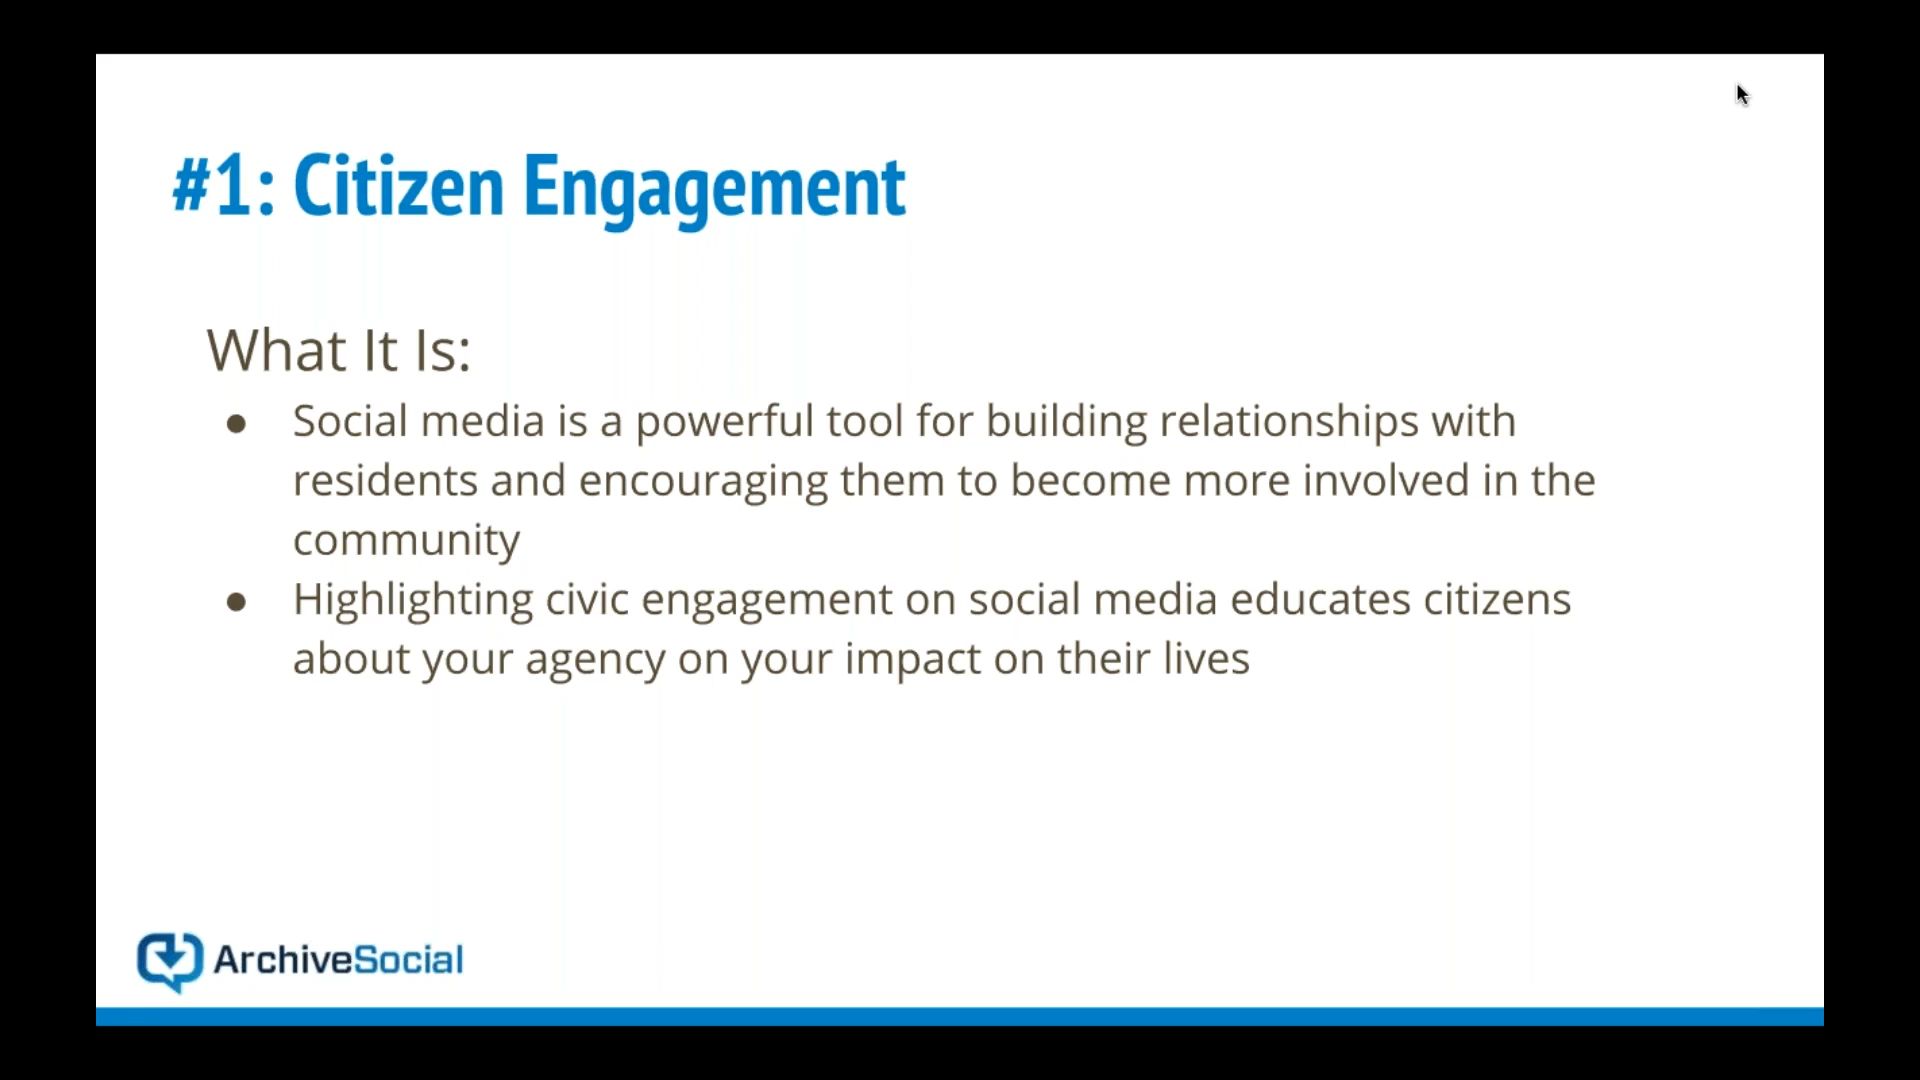 #1: Citizen Engagement
What It Is:
● Social media is a powerful tool for building relationships with
residents and encouraging them to become more involved in the
community
● Highlighting civic engagement on social media educates citizens
about your agency on your impact on their lives
ArchiveSocial